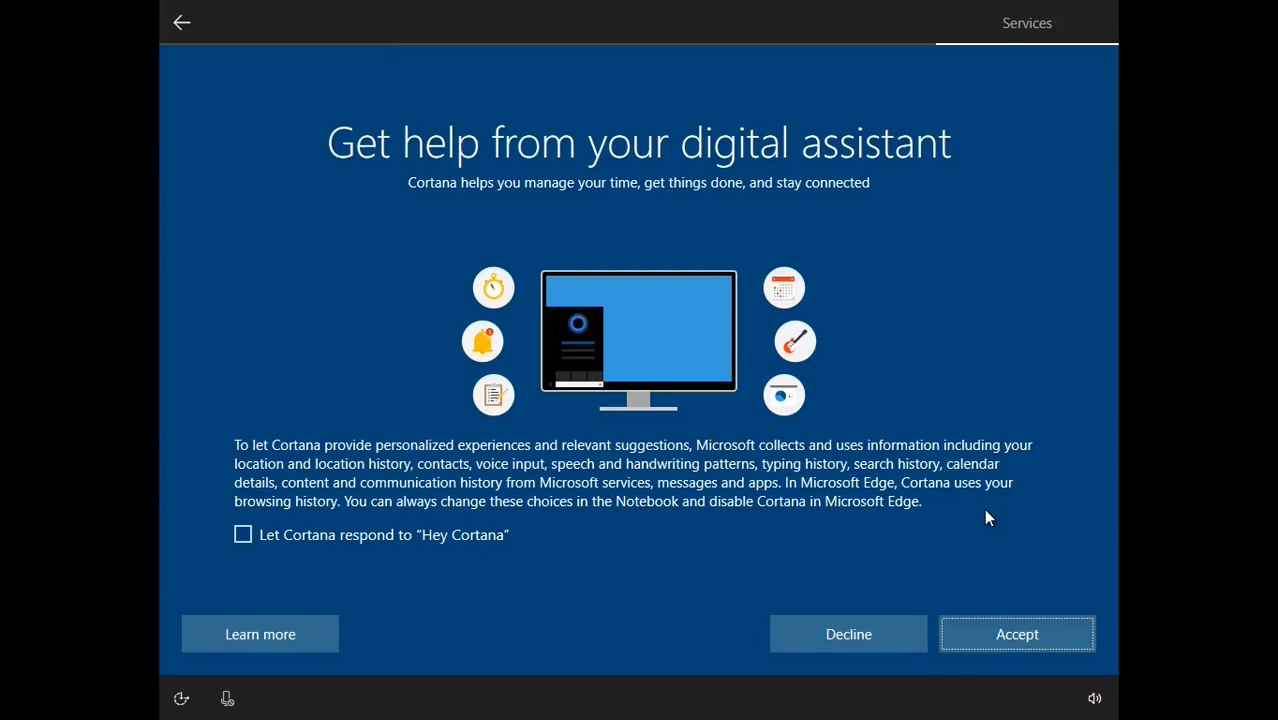 Services
Get help from your digital assistant
Cortana helps you manage your time, get things done, and stay connected
To let Cortana provide personalized experiences and relevant suggestions, Microsoft collects and uses information including your
location and location history, contacts, voice input, speech and handwriting patterns, typing history, search history, calendar
details, content and communication history from Microsoft services, messages and apps. In Microsoft Edge, Cortana uses your
browsing history. You can always change these choices in the Notebook and disable Cortana in Microsoft Edge.
Let Cortana respond to “Hey Cortana”
Learn more
Decline
Accept